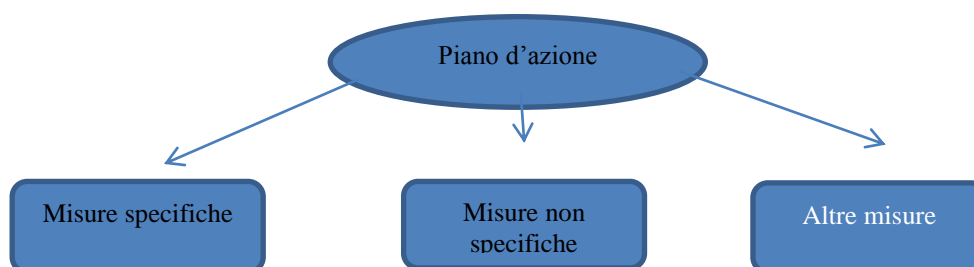 Piano d’azione
Misure specifiche
Misure non
specifiche
Altre misure